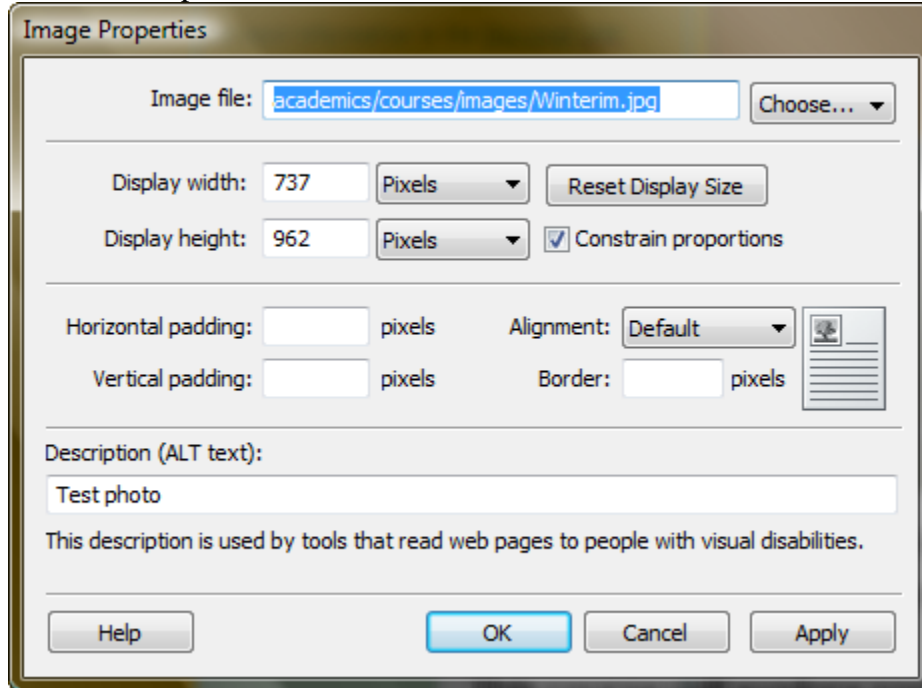 Image Properties
Image file: academics/courses/images/Winterim.jpg Choose...
Display width: 737 Pixels Reset Display Size
Display height: 962 Pixels Constrain proportions
Horizontal padding: pixels Alignment: Default
Vertical padding: pixels Border: pixels
Description (ALT text):
Test photo
This description is used by tools that read web pages to people with visual disabilities.
Help OK Cancel Apply